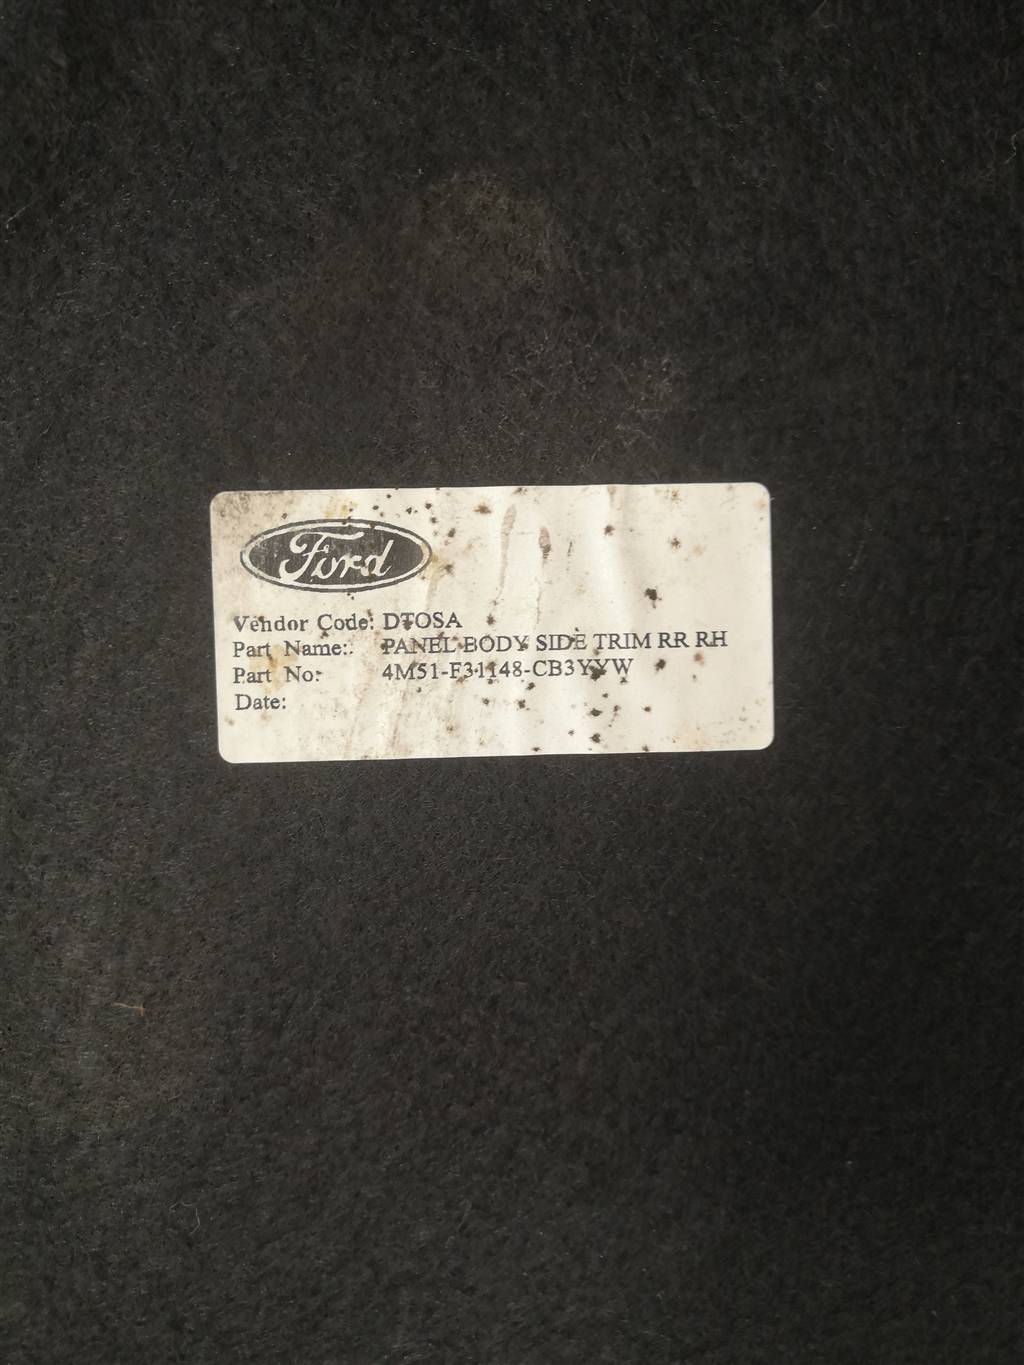 Ford
Vendor Code: DTOSA
Part Name:: PANEL BODY SIDE TRIM RR RH
Part No: 4M51-F31148-CB3YYW
Date: